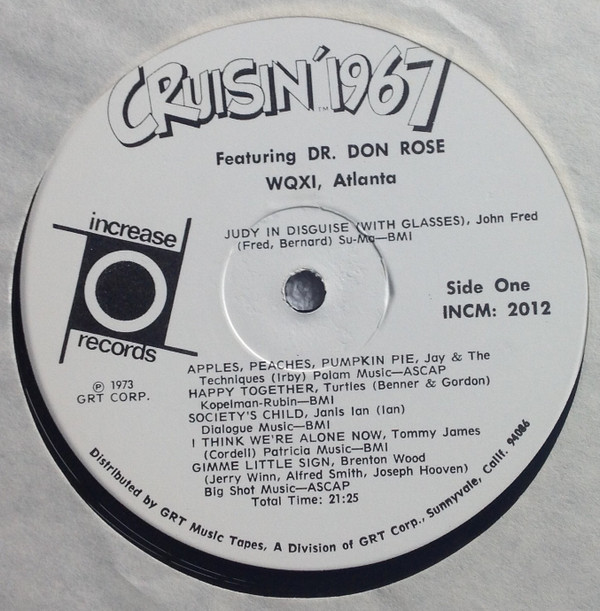 CRUISIN' 1967
TM
Featuring DR. DON ROSE
WQXI, Atlanta
JUDY IN DISGUISE (WITH GLASSES), John Fred
(Fred, Bernard) Su-Ma—BMI
increase
records
Ⓟ 1973
GRT CORP.
Side One
INCM: 2012
APPLES, PEACHES, PUMPKIN PIE, Jay & The
Techniques (Irby) Polam Music—ASCAP
HAPPY TOGETHER, Turtles (Benner & Gordon)
Kopelman-Rubin—BMI
SOCIETY'S CHILD, Janis Ian (Ian)
Dialogue Music—BMI
I THINK WE'RE ALONE NOW, Tommy James
(Cordell) Patricia Music—BMI
GIMME LITTLE SIGN, Brenton Wood
(Jerry Winn, Alfred Smith, Joseph Hooven)
Big Shot Music—ASCAP
Total Time: 21:25
Distributed by GRT Music Tapes, A Division of GRT Corp., Sunnyvale, Calif. 94086